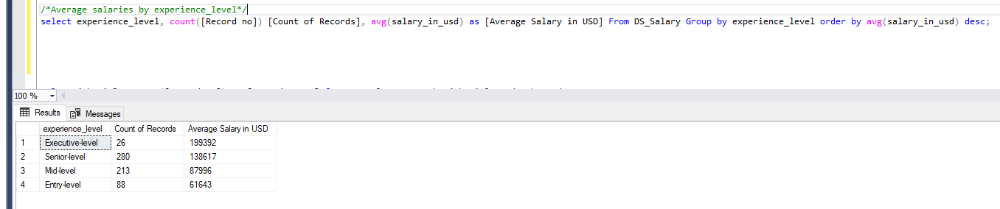 /*Average salaries by experience_level*/
select experience_level, count([Record no]) [Count of Records], avg(salary_in_usd) as [Average Salary in USD] From DS_Salary Group by experience_level order by avg(salary_in_usd) desc;
100 %
Results Messages
experience_level Count of Records Average Salary in USD
1 Executive-level 26 199392
2 Senior-level 280 138617
3 Mid-level 213 87996
4 Entry-level 88 61643